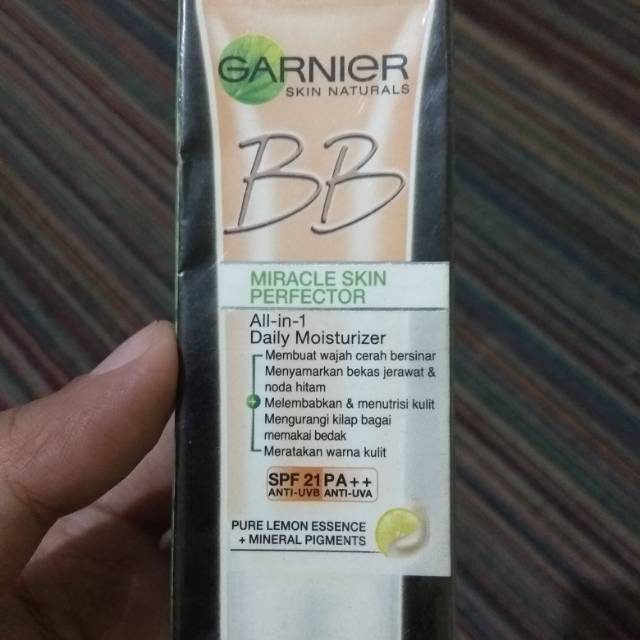 GARNIER
SKIN NATURALS
BB
MIRACLE SKIN
PERFECTOR
All-in-1
Daily Moisturizer
Membuat wajah cerah bersinar
Menyamarkan bekas jerawat &
noda hitam
Melembabkan & menutrisi kulit
Mengurangi kilap bagai
memakai bedak
Meratakan warna kulit
SPF 21 PA++
ANTI-UVB ANTI-UVA
PURE LEMON ESSENCE
+ MINERAL PIGMENTS